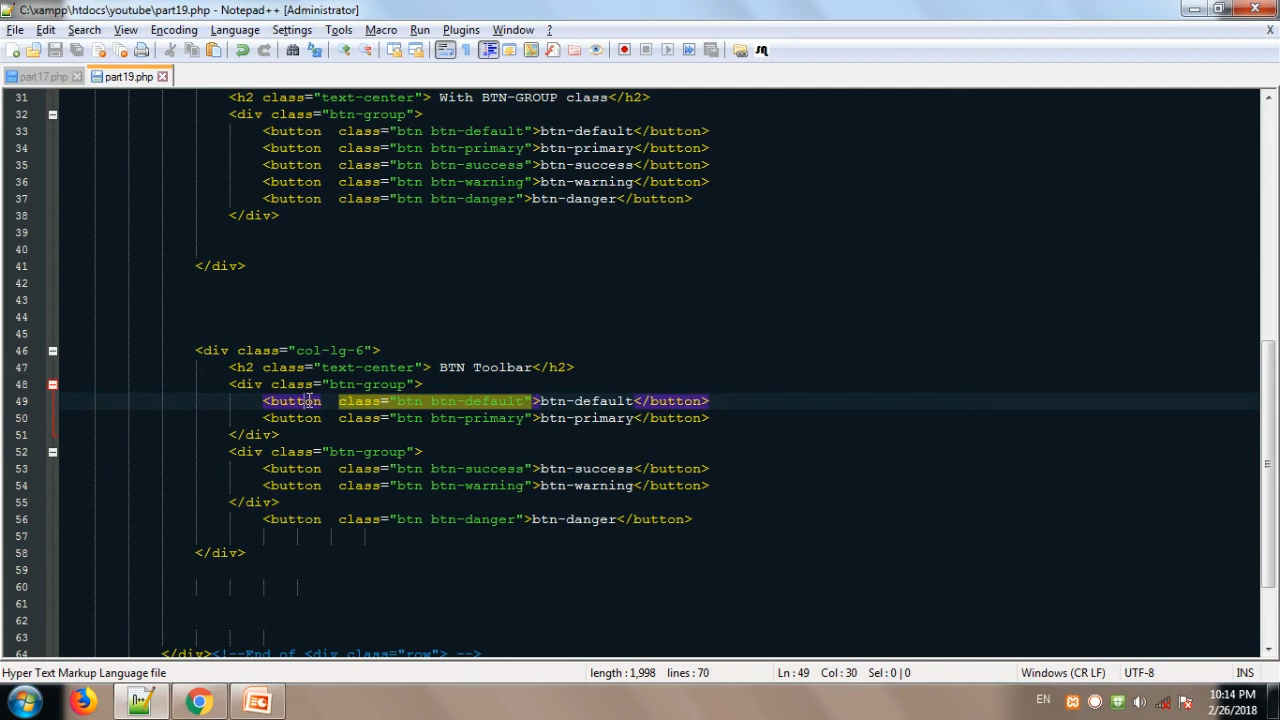 C:\xampp\htdocs\youtube\part19.php - Notepad++ [Administrator]
File Edit Search View Encoding Language Settings Tools Macro Run Plugins Window ? X
part17.php part19.php
31 <h2 class="text-center"> With BTN-GROUP class</h2>
32 <div class="btn-group">
33 <button  class="btn btn-default">btn-default</button>
34 <button  class="btn btn-primary">btn-primary</button>
35 <button  class="btn btn-success">btn-success</button>
36 <button  class="btn btn-warning">btn-warning</button>
37 <button  class="btn btn-danger">btn-danger</button>
38 </div>
39
40
41 </div>
42
43
44
45
46 <div class="col-lg-6">
47 <h2 class="text-center"> BTN Toolbar</h2>
48 <div class="btn-group">
49 <button  class="btn btn-default">btn-default</button>
50 <button  class="btn btn-primary">btn-primary</button>
51 </div>
52 <div class="btn-group">
53 <button  class="btn btn-success">btn-success</button>
54 <button  class="btn btn-warning">btn-warning</button>
55 </div>
56 <button  class="btn btn-danger">btn-danger</button>
57
58 </div>
59
60
61
62
63
64 </div><!--End of <div class="row"> -->
Hyper Text Markup Language file length : 1,998 lines : 70 Ln : 49 Col : 30 Sel : 0 | 0 Windows (CR LF) UTF-8 INS
EN 10:14 PM
2/26/2018